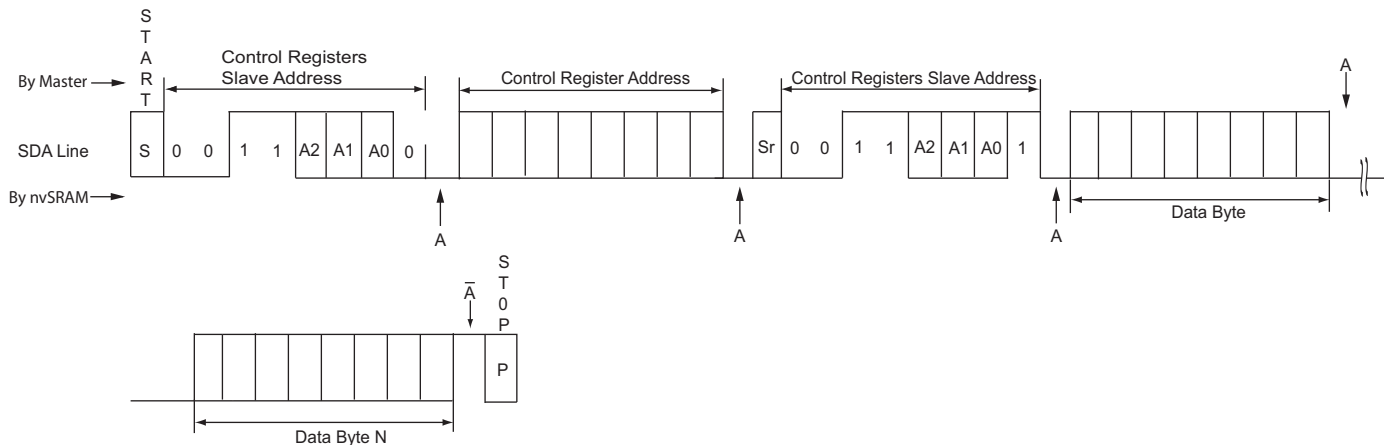 START
Control Registers
Slave Address
By Master
Control Register Address
Control Registers Slave Address
A
SDA Line
S 0 0 1 1 A2 A1 A0 0
Sr 0 0 1 1 A2 A1 A0 1
By nvSRAM
A
A
A
Data Byte
A̅
ST0P
P
Data Byte N